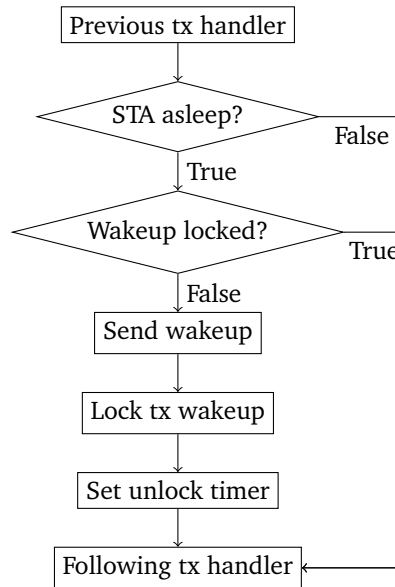 Previous tx handler
STA asleep?
False
True
Wakeup locked?
True
False
Send wakeup
Lock tx wakeup
Set unlock timer
Following tx handler